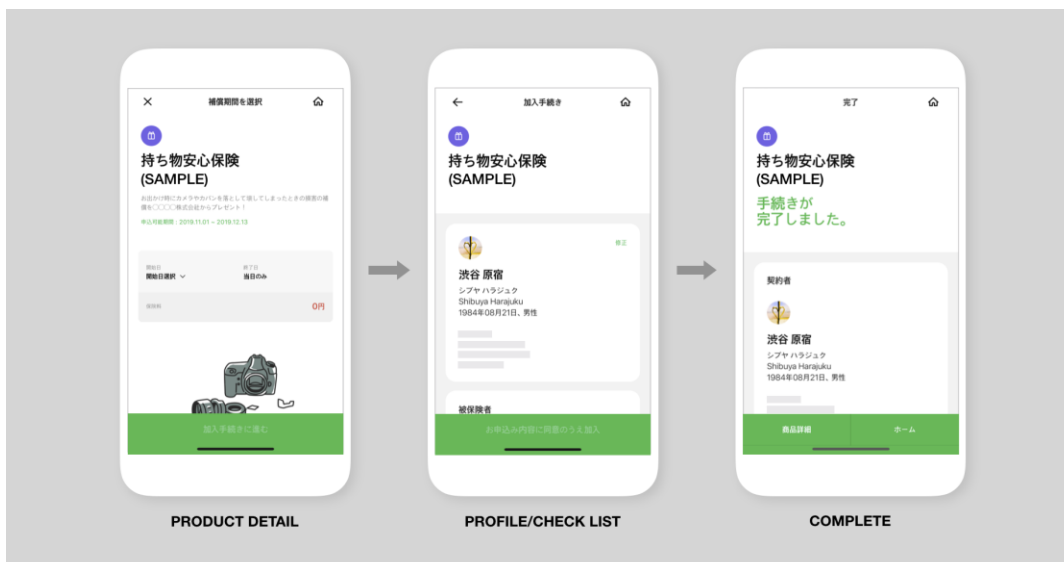 補償期間を選択
持ち物安心保険
(SAMPLE)
お出かけ時にカメラやカバンを落として壊してしまったときの損害の補
償を〇〇〇〇株式会社からプレゼント！
申込可能期間：2019.11.01 ~ 2019.12.13
開始日
開始日選択
終了日
当日のみ
保険料
0円
加入手続きに進む
PRODUCT DETAIL
加入手続き
持ち物安心保険
(SAMPLE)
修正
渋谷 原宿
シブヤ ハラジュク
Shibuya Harajuku
1984年08月21日、男性
被保険者
お申込み内容に同意のうえ加入
PROFILE/CHECK LIST
完了
持ち物安心保険
(SAMPLE)
手続きが
完了しました。
契約者
渋谷 原宿
シブヤ ハラジュク
Shibuya Harajuku
1984年08月21日、男性
商品詳細
ホーム
COMPLETE